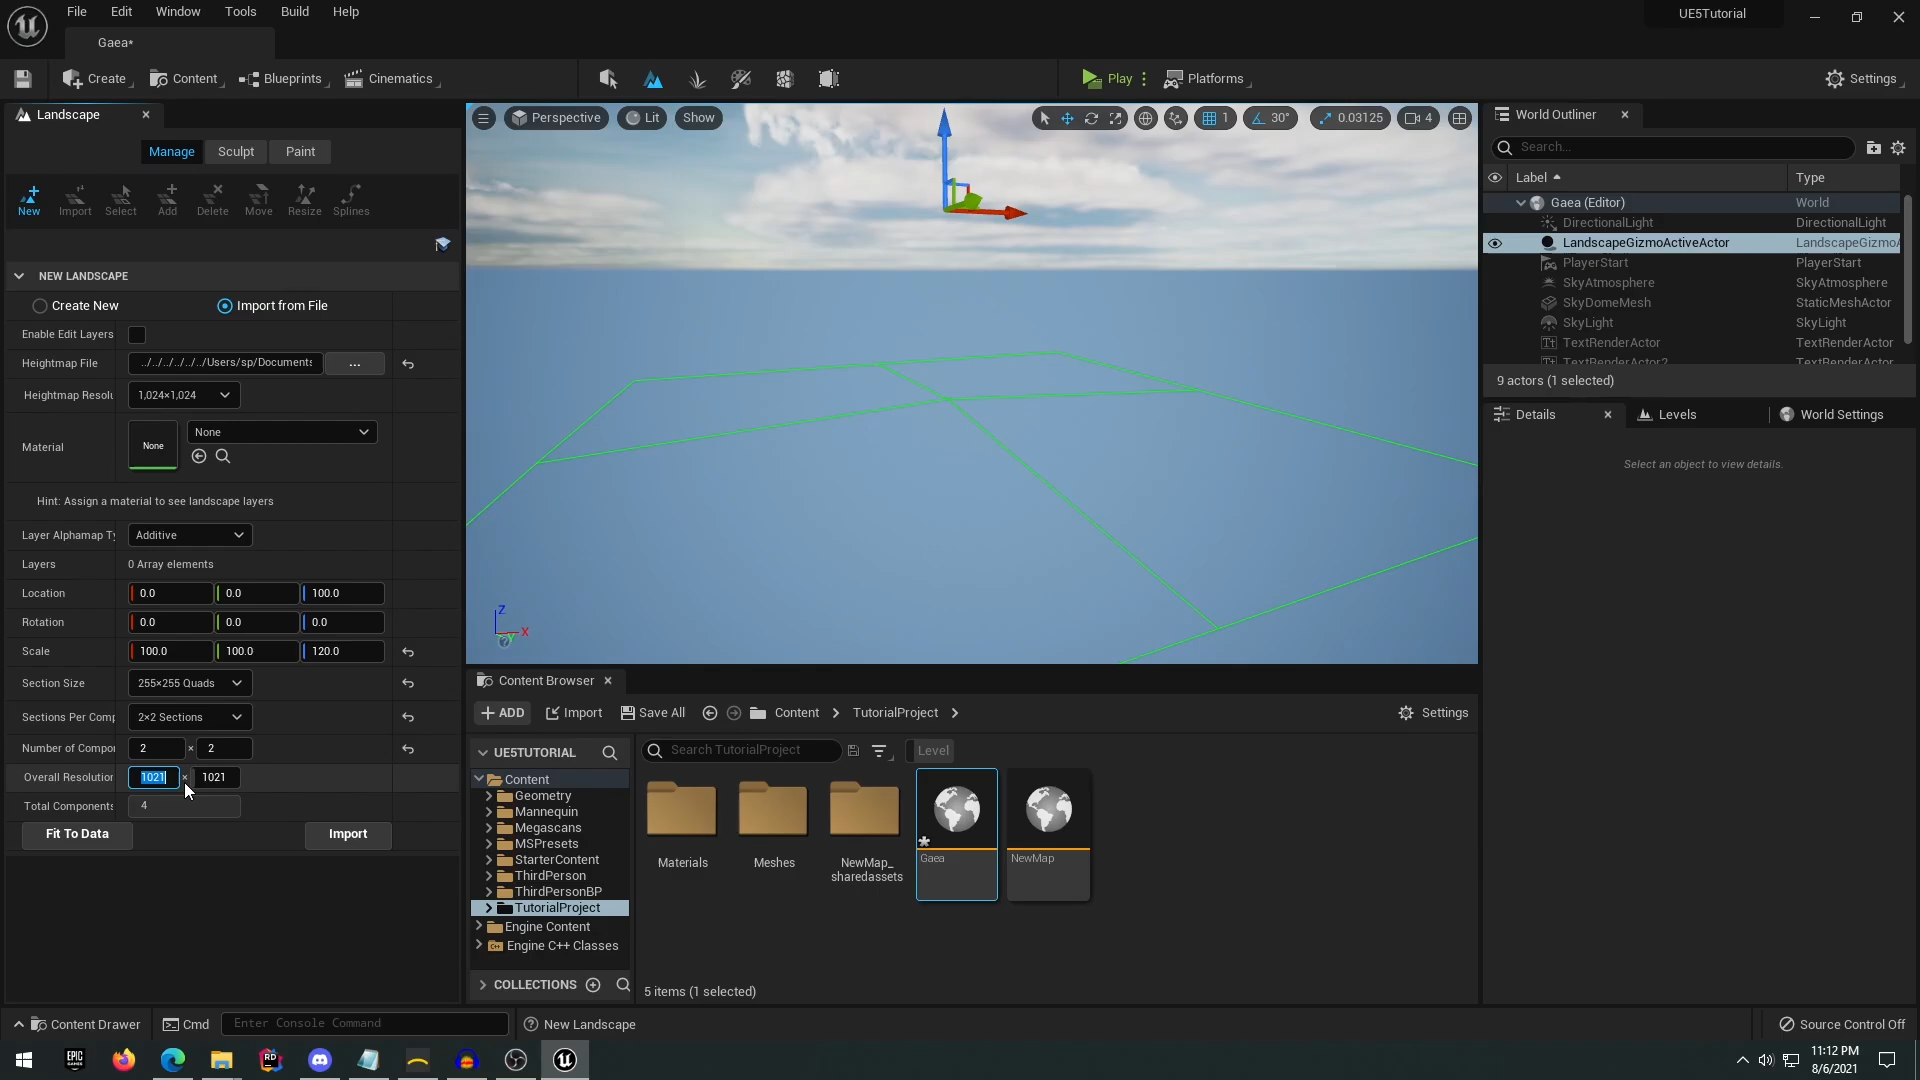 File Edit Window Tools Build Help
UE5Tutorial
Gaea*
Create Content Blueprints Cinematics Play Platforms Settings
Landscape
Manage Sculpt Paint
New Import Select Add Delete Move Resize Splines
NEW LANDSCAPE
Create New Import from File
Enable Edit Layers
Heightmap File ../../../../../../Users/sp/Documents ...
Heightmap Resolu 1,024×1,024
Material None None
Hint: Assign a material to see landscape layers
Layer Alphamap Ty Additive
Layers 0 Array elements
Location 0.0 0.0 100.0
Rotation 0.0 0.0 0.0
Scale 100.0 100.0 120.0
Section Size 255×255 Quads
Sections Per Comp 2×2 Sections
Number of Compor 2 × 2
Overall Resolution 1021 × 1021
Total Components 4
Fit To Data Import
Perspective Lit Show
1 30° 0.03125 4
Z
X
Y
World Outliner
Search...
Label Type
Gaea (Editor) World
DirectionalLight DirectionalLight
LandscapeGizmoActiveActor LandscapeGizmoA
PlayerStart PlayerStart
SkyAtmosphere SkyAtmosphere
SkyDomeMesh StaticMeshActor
SkyLight SkyLight
TextRenderActor TextRenderActor
TextRenderActor2 TextRenderActor
9 actors (1 selected)
Details Levels World Settings
Select an object to view details.
Content Browser
ADD Import Save All Content TutorialProject Settings
UE5TUTORIAL
Search TutorialProject Level
Content
Geometry
Mannequin
Megascans
MSPresets
StarterContent
ThirdPerson
ThirdPersonBP
TutorialProject
Engine Content
C++ Engine C++ Classes
COLLECTIONS
Materials
Meshes
NewMap_
sharedassets
Gaea
NewMap
5 items (1 selected)
Content Drawer Cmd Enter Console Command New Landscape Source Control Off
EPIC
GAMES
RD
11:12 PM
8/6/2021